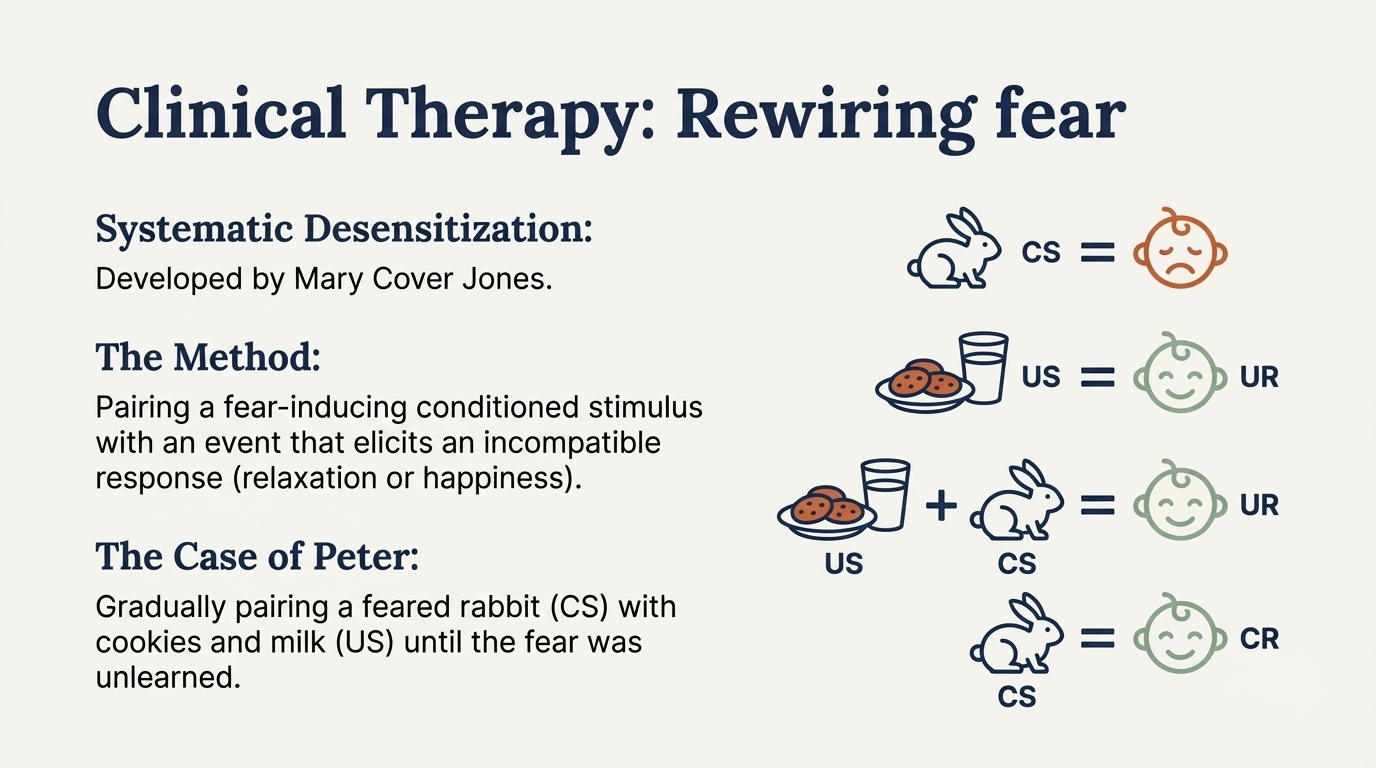 Clinical Therapy: Rewiring fear
Systematic Desensitization:
Developed by Mary Cover Jones.
The Method:
Pairing a fear-inducing conditioned stimulus
with an event that elicits an incompatible
response (relaxation or happiness).
The Case of Peter:
Gradually pairing a feared rabbit (CS) with
cookies and milk (US) until the fear was
unlearned.
CS =
US = UR
+ = UR
US CS
= CR
CS